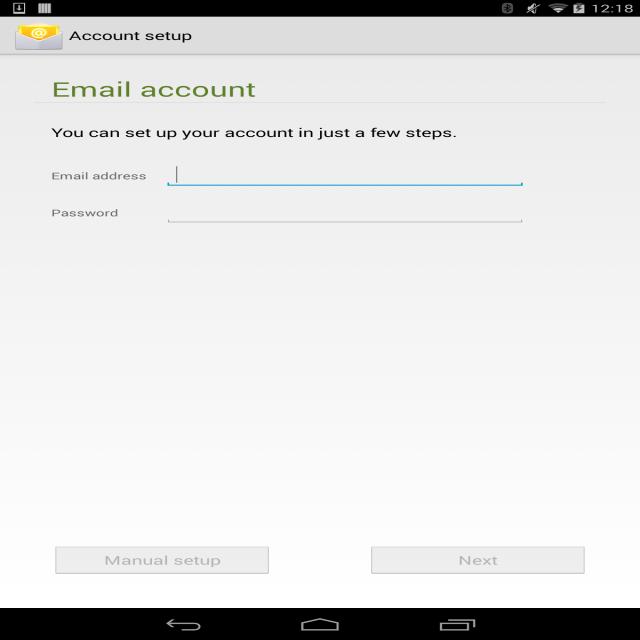 12:18
Account setup
Email account
You can set up your account in just a few steps.
Email address
Password
Manual setup
Next